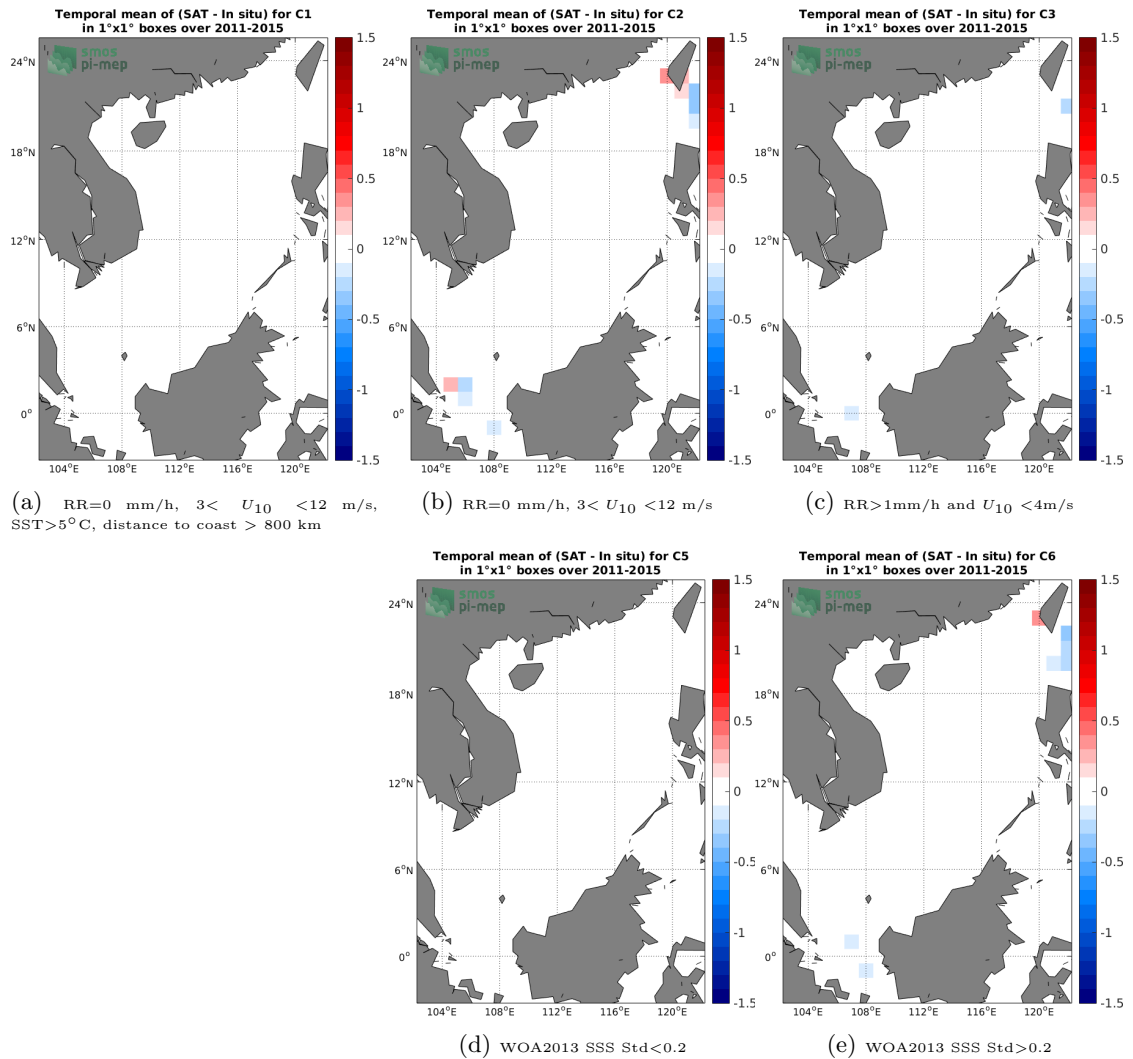 Temporal mean of (SAT - In situ) for C1
in 1°x1° boxes over 2011-2015
smos
pi-mep
24°N
18°N
12°N
6°N
0°
104°E
108°E
112°E
116°E
120°E
1.5
1
0.5
0
-0.5
-1
-1.5
(a) RR=0 mm/h, 3< U10 <12 m/s,
SST>5°C, distance to coast > 800 km
Temporal mean of (SAT - In situ) for C2
in 1°x1° boxes over 2011-2015
smos
pi-mep
24°N
18°N
12°N
6°N
0°
104°E
108°E
112°E
116°E
120°E
1.5
1
0.5
0
-0.5
-1
-1.5
(b) RR=0 mm/h, 3< U10 <12 m/s
Temporal mean of (SAT - In situ) for C3
in 1°x1° boxes over 2011-2015
smos
pi-mep
24°N
18°N
12°N
6°N
0°
104°E
108°E
112°E
116°E
120°E
1.5
1
0.5
0
-0.5
-1
-1.5
(c) RR>1mm/h and U10 <4m/s
Temporal mean of (SAT - In situ) for C5
in 1°x1° boxes over 2011-2015
smos
pi-mep
24°N
18°N
12°N
6°N
0°
104°E
108°E
112°E
116°E
120°E
1.5
1
0.5
0
-0.5
-1
-1.5
(d) WOA2013 SSS Std<0.2
Temporal mean of (SAT - In situ) for C6
in 1°x1° boxes over 2011-2015
smos
pi-mep
24°N
18°N
12°N
6°N
0°
104°E
108°E
112°E
116°E
120°E
1.5
1
0.5
0
-0.5
-1
-1.5
(e) WOA2013 SSS Std>0.2